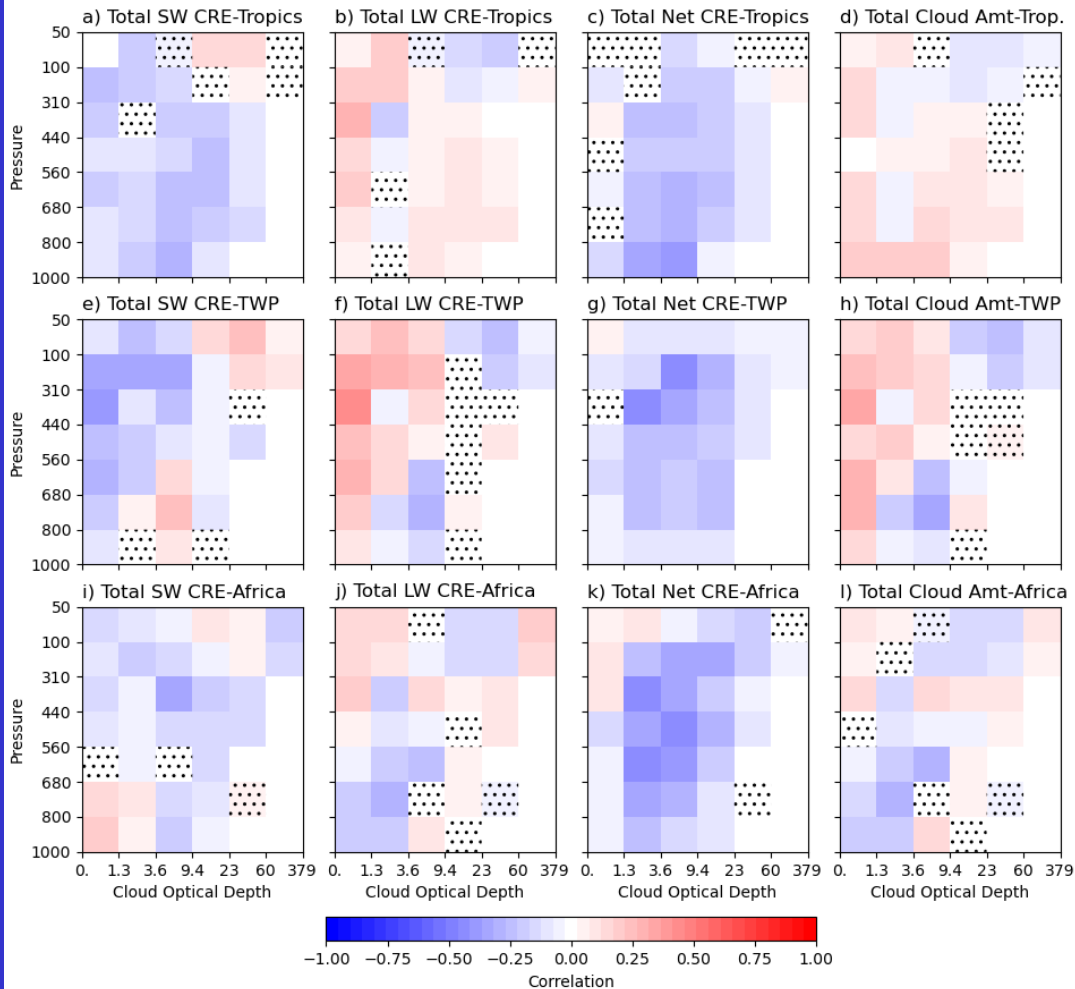 a) Total SW CRE-Tropics b) Total LW CRE-Tropics c) Total Net CRE-Tropics d) Total Cloud Amt-Trop.
50
100
310
440
560
680
800
1000
Pressure
e) Total SW CRE-TWP f) Total LW CRE-TWP g) Total Net CRE-TWP h) Total Cloud Amt-TWP
50
100
310
440
560
680
800
1000
Pressure
i) Total SW CRE-Africa j) Total LW CRE-Africa k) Total Net CRE-Africa l) Total Cloud Amt-Africa
50
100
310
440
560
680
800
1000
Pressure
0. 1.3 3.6 9.4 23 60 379 0. 1.3 3.6 9.4 23 60 379 0. 1.3 3.6 9.4 23 60 379 0. 1.3 3.6 9.4 23 60 379
Cloud Optical Depth Cloud Optical Depth Cloud Optical Depth Cloud Optical Depth
−1.00 −0.75 −0.50 −0.25 0.00 0.25 0.50 0.75 1.00
Correlation